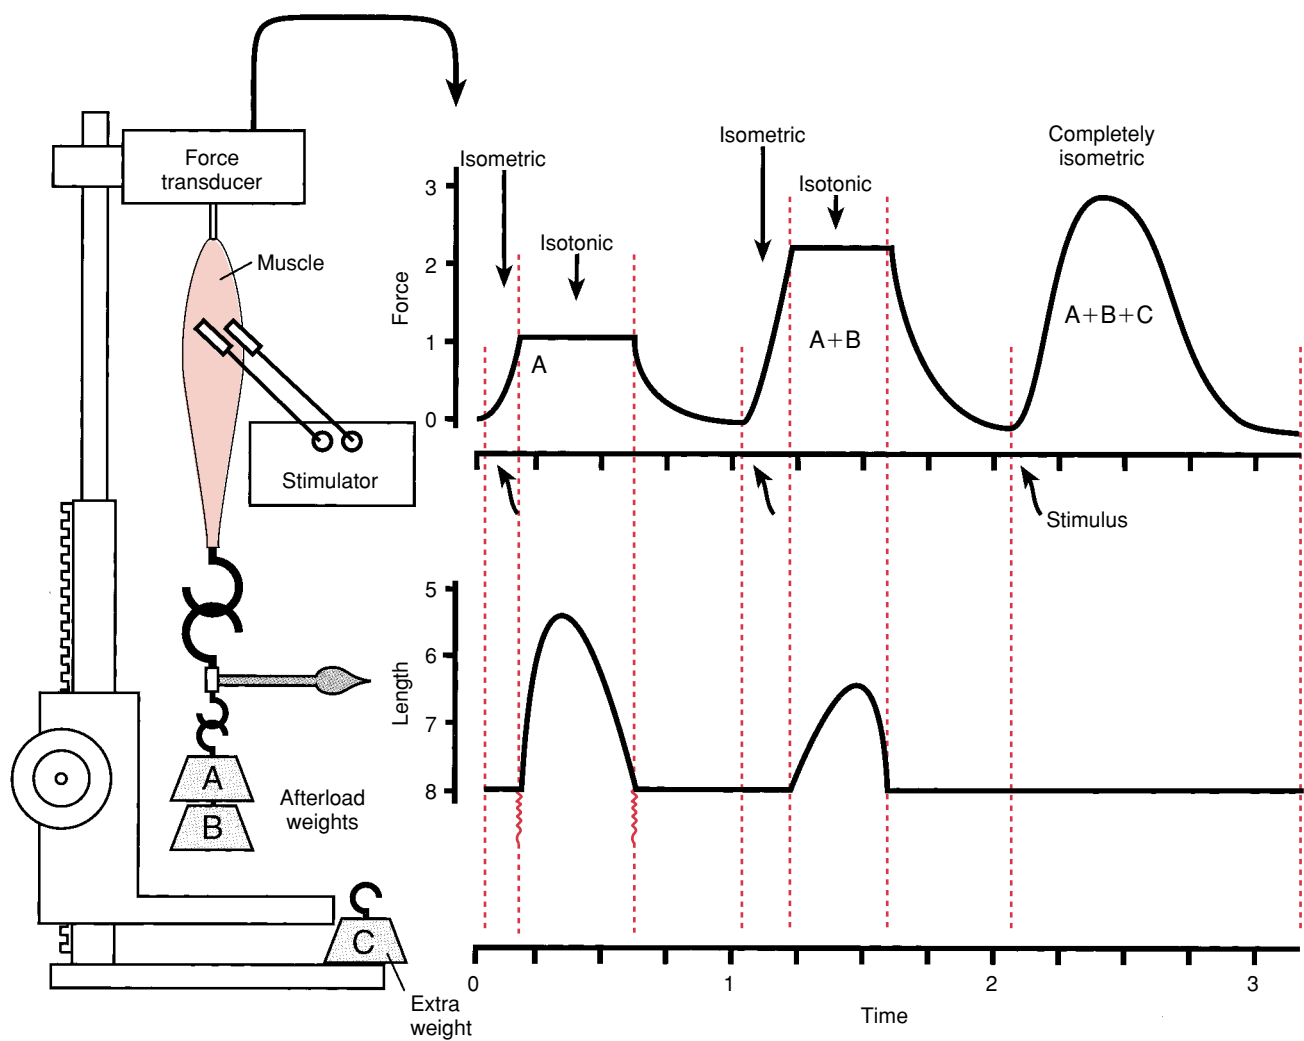 Force
transducer
Muscle
Stimulator
A
B
Afterload
weights
C
Extra
weight
Isometric
Isotonic
Isometric
Isotonic
Completely
isometric
Force
3
2
1
0
A
A+B
A+B+C
Stimulus
Length
5
6
7
8
0
1
2
3
Time